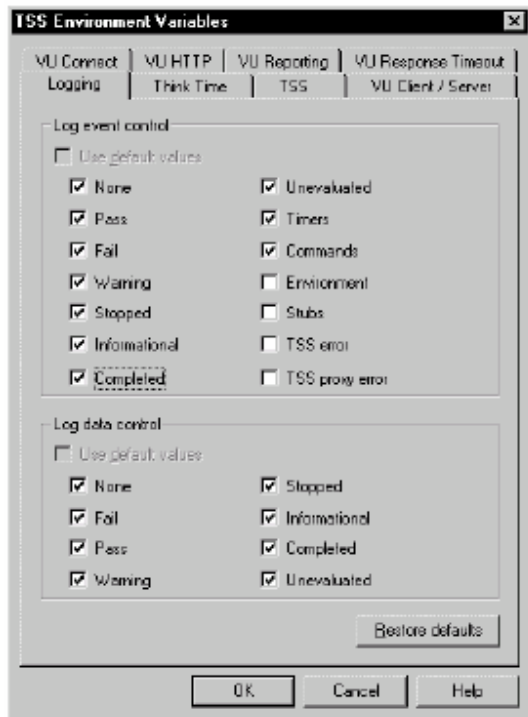 TSS Environment Variables
VU Connect VU HTTP VU Reporting VU Response Timeout
Logging Think Time TSS VU Client / Server
Log event control
Use default values
None Unevaluated
Pass Timers
Fail Commands
Warning Environment
Stopped Stubs
Informational TSS error
Completed TSS proxy error
Log data control
Use default values
None Stopped
Fail Informational
Pass Completed
Warning Unevaluated
Restore defaults
OK Cancel Help